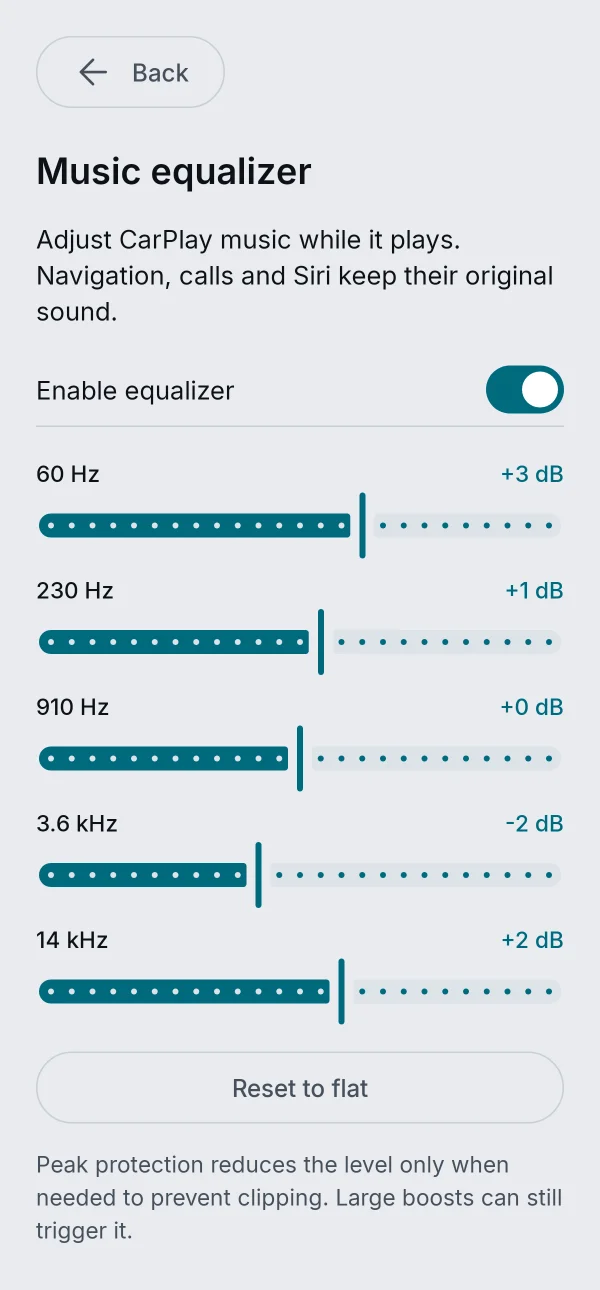 Back
Music equalizer
Adjust CarPlay music while it plays.
Navigation, calls and Siri keep their original
sound.
Enable equalizer
60 Hz +3 dB
230 Hz +1 dB
910 Hz +0 dB
3.6 kHz -2 dB
14 kHz +2 dB
Reset to flat
Peak protection reduces the level only when
needed to prevent clipping. Large boosts can still
trigger it.